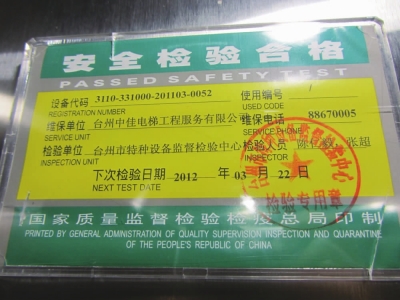 安全检验合格
PASSED SAFETY TEST
设备代码 3110-331000-201103-0052 使用编号
REGISTRATION NUMBER USED CODE
维保单位 台州中佳电梯工程服务有限公司 维保电话 88670005
SERVICE UNIT SERVICE PHONE
检验单位 台州市特种设备监督检验中心 检验人员 张超
INSPECTION UNIT INSPECTOR
下次检验日期 2012 年 03 月 22 日
NEXT TEST DATE
检验专用章
国家质量监督检验检疫总局印制
PRINTED BY GENERAL ADMINISTRATION OF QUALITY SUPERVISION INSPECTION AND QUARANTINE
OF THE PEOPLE'S REPUBLIC OF CHINA